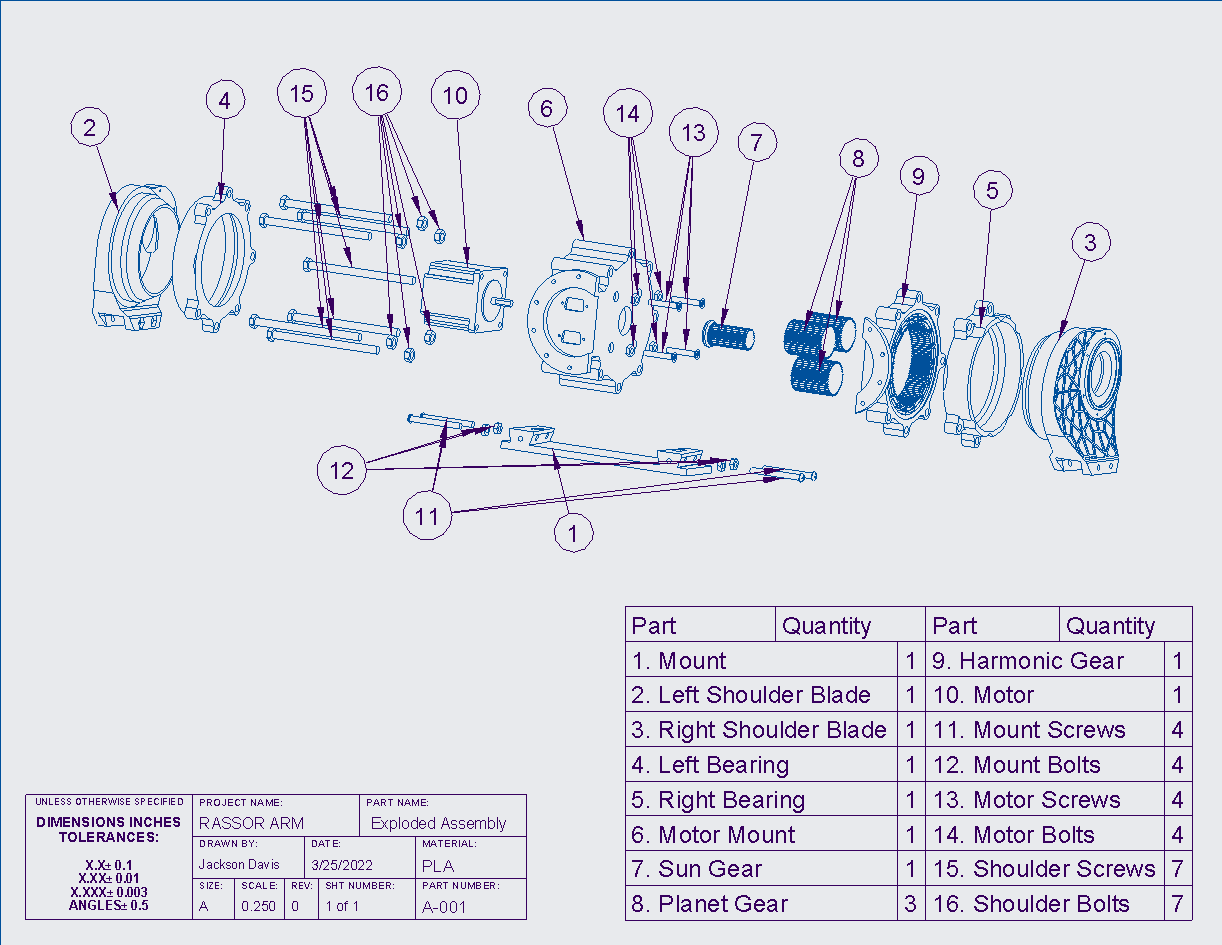 2
4
15
16
10
6
14
13
7
8
9
5
3
12
11
1
Part Quantity Part Quantity
1. Mount 1 9. Harmonic Gear 1
2. Left Shoulder Blade 1 10. Motor 1
3. Right Shoulder Blade 1 11. Mount Screws 4
4. Left Bearing 1 12. Mount Bolts 4
5. Right Bearing 1 13. Motor Screws 4
6. Motor Mount 1 14. Motor Bolts 4
7. Sun Gear 1 15. Shoulder Screws 7
8. Planet Gear 3 16. Shoulder Bolts 7
UNLESS OTHERWISE SPECIFIED
DIMENSIONS INCHES
TOLERANCES:
X.X± 0.1
X.XX± 0.01
X.XXX± 0.003
ANGLES± 0.5
PROJECT NAME:
RASSOR ARM
PART NAME:
Exploded Assembly
DRAWN BY:
Jackson Davis
DATE:
3/25/2022
MATERIAL:
PLA
SIZE:
A
SCALE:
0.250
REV:
0
SHT NUMBER:
1 of 1
PART NUMBER:
A-001